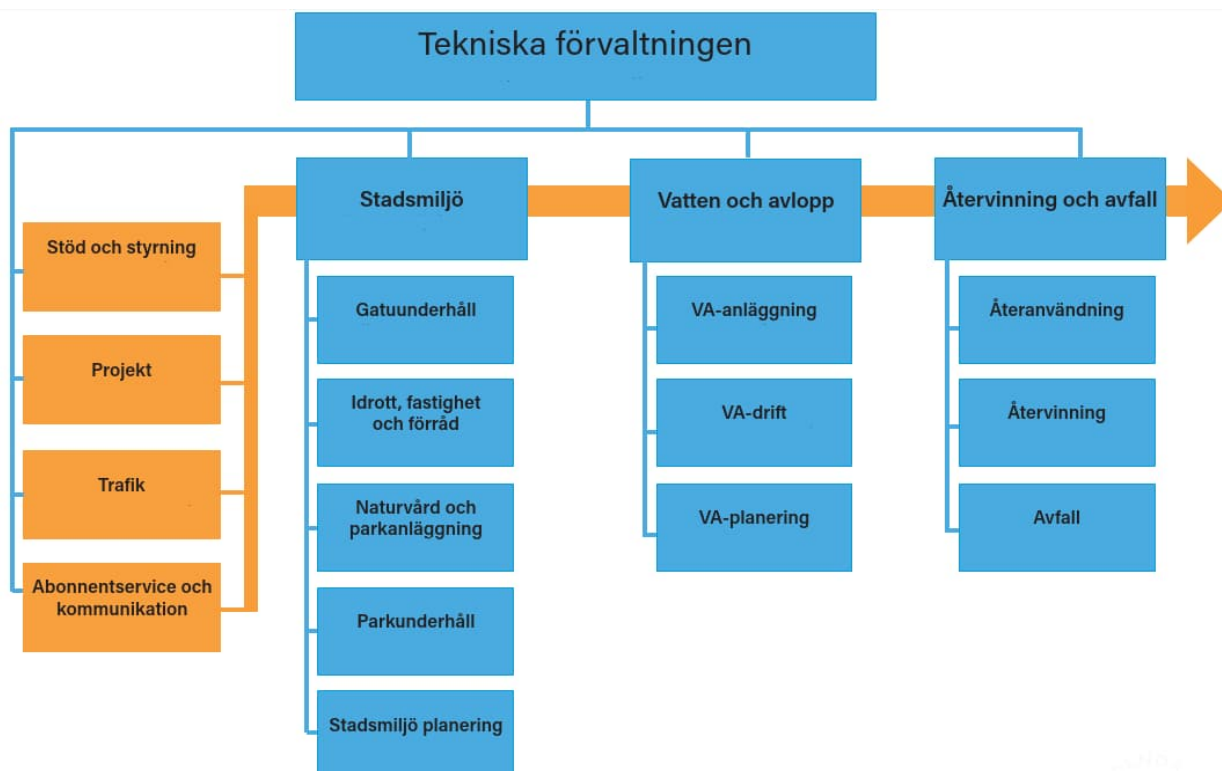 Tekniska förvaltningen
Stadsmiljö
Vatten och avlopp
Återvinning och avfall
Stöd och styrning
Projekt
Trafik
Abonnentservice och
kommunikation
Gatuunderhåll
Idrott, fastighet
och förråd
Naturvård och
parkanläggning
Parkunderhåll
Stadsmiljö planering
VA-anläggning
VA-drift
VA-planering
Återanvändning
Återvinning
Avfall